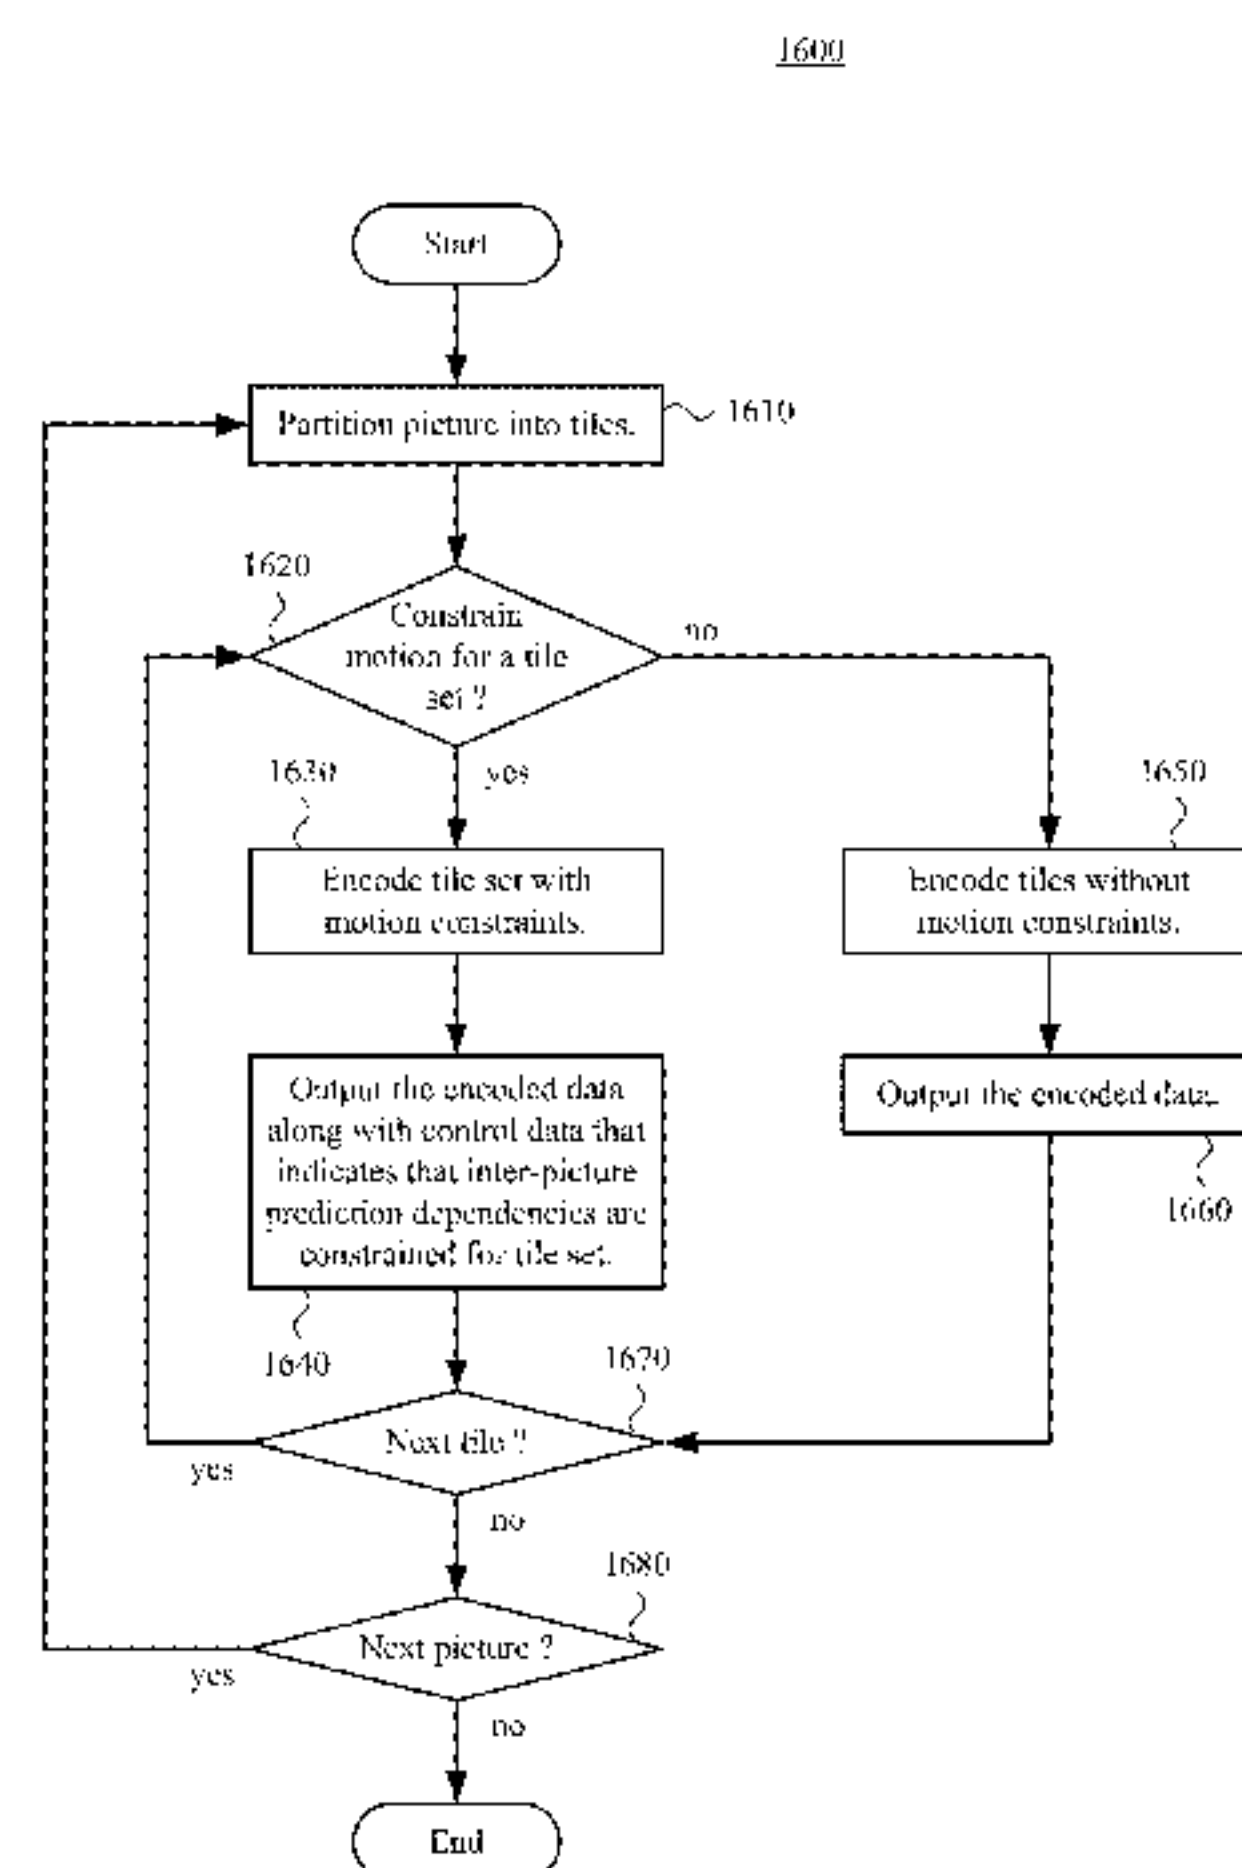 1600
Start
Partition picture into tiles.
1610
1620
Constrain
motion for a tile
set ?
no
yes
1630
Encode tile set with
motion constraints.
1650
Encode tiles without
motion constraints.
Output the encoded data
along with control data that
indicates that inter-picture
prediction dependencies are
constrained for tile set.
1640
Output the encoded data.
1660
1670
Next tile ?
yes
no
1680
Next picture ?
yes
no
End